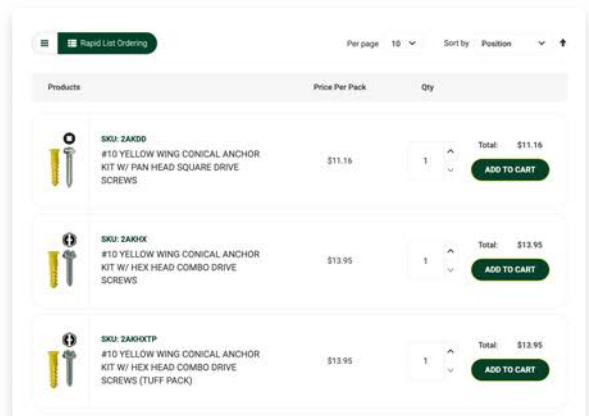 Rapid List Ordering
Per page 10 Sort by Position
Products Price Per Pack Qty
SKU: 2AKDD
#10 YELLOW WING CONICAL ANCHOR
KIT W/ PAN HEAD SQUARE DRIVE
SCREWS
$11.16
1
Total: $11.16
ADD TO CART
SKU: 2AKHX
#10 YELLOW WING CONICAL ANCHOR
KIT W/ HEX HEAD COMBO DRIVE
SCREWS
$13.95
1
Total: $13.95
ADD TO CART
SKU: 2AKHXTP
#10 YELLOW WING CONICAL ANCHOR
KIT W/ HEX HEAD COMBO DRIVE
SCREWS (TUFF PACK)
$13.95
1
Total: $13.95
ADD TO CART